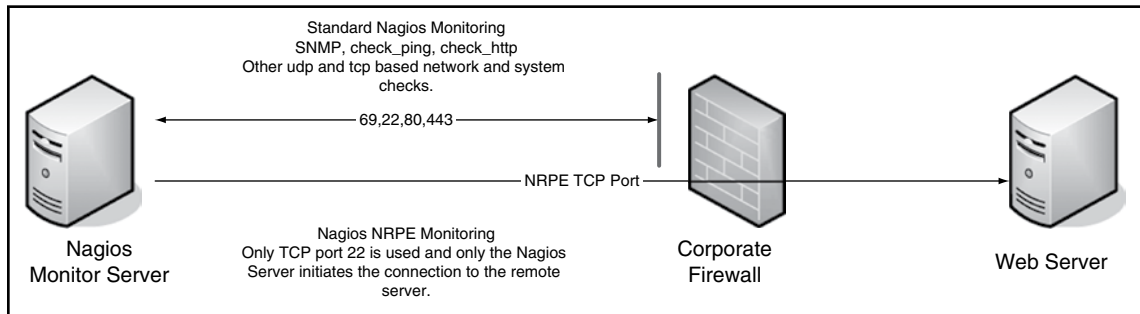 Standard Nagios Monitoring
SNMP, check_ping, check_http
Other udp and tcp based network and system
checks.
69,22,80,443
NRPE TCP Port
Nagios NRPE Monitoring
Only TCP port 22 is used and only the Nagios
Server initiates the connection to the remote
server.
Nagios
Monitor Server
Corporate
Firewall
Web Server